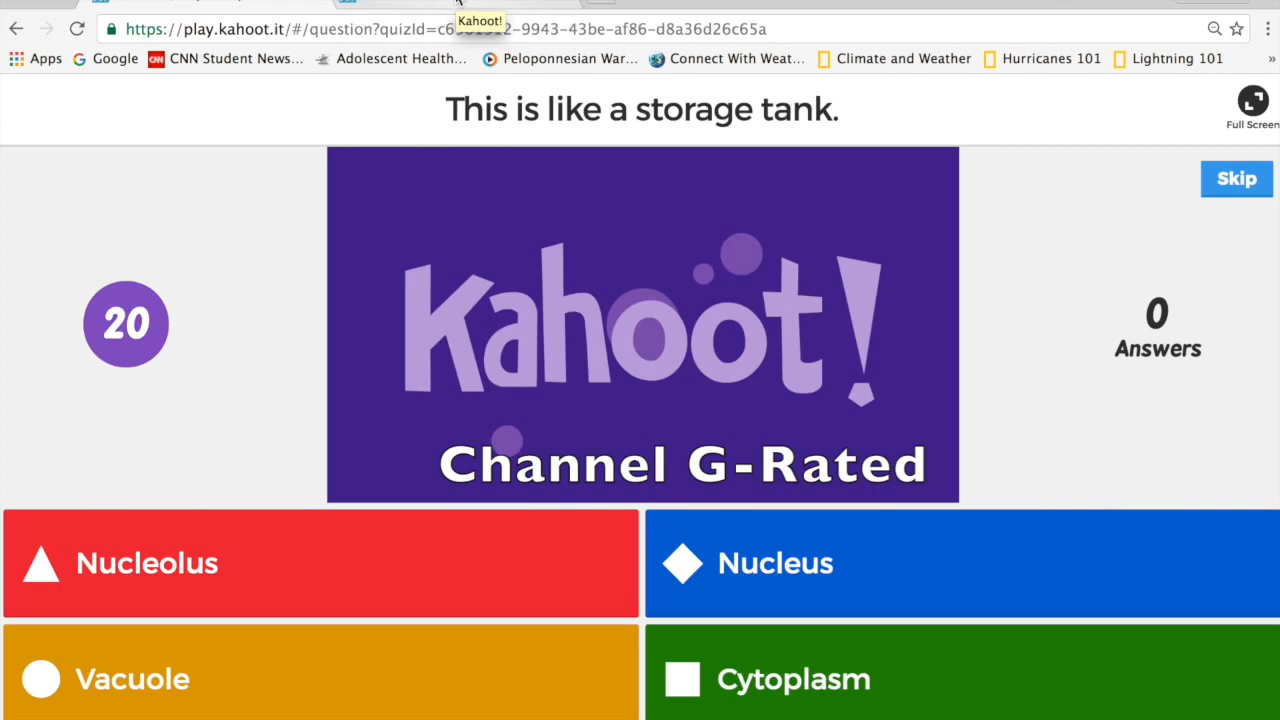 Kahoot!
https://play.kahoot.it/#/question?quizId=c6
2-9943-43be-af86-d8a36d26c65a
Apps Google CNN Student News... Adolescent Health... Peloponnesian War... Connect With Weat... Climate and Weather Hurricanes 101 Lightning 101 »
This is like a storage tank.
Full Screen
Skip
20
Kahoot!
0
Answers
Channel G-Rated
Nucleolus
Nucleus
Vacuole
Cytoplasm